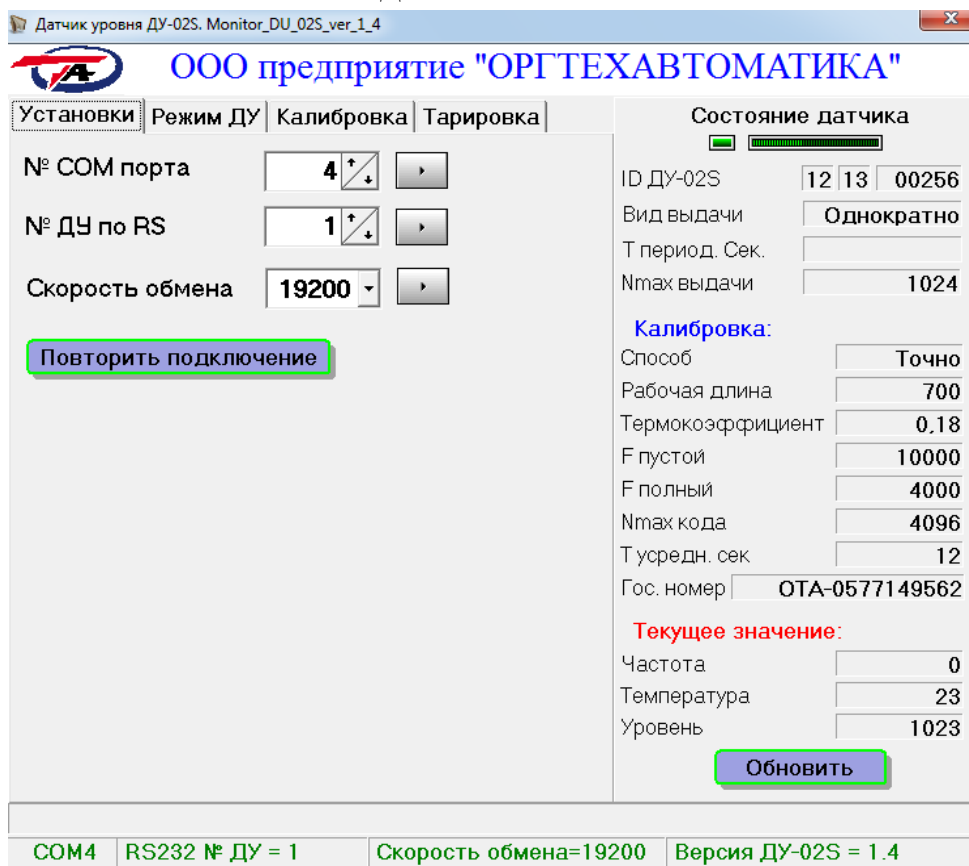 Датчик уровня ДУ-02S. Monitor_DU_02S_ver_1_4
ТА
ООО предприятие "ОРГТЕХАВТОМАТИКА"
Установки Режим ДУ Калибровка Тарировка
№ COM порта 4
№ ДУ по RS 1
Скорость обмена 19200
Повторить подключение
Состояние датчика
ID ДУ-02S 12 13 00256
Вид выдачи Однократно
Т период. Сек.
Nmax выдачи 1024
Калибровка:
Способ Точно
Рабочая длина 700
Термокоэффициент 0,18
F пустой 10000
F полный 4000
Nmax кода 4096
Т усредн. сек 12
Гос. номер ОТА-0577149562
Текущее значение:
Частота 0
Температура 23
Уровень 1023
Обновить
COM4 RS232 № ДУ = 1 Скорость обмена=19200 Версия ДУ-02S = 1.4